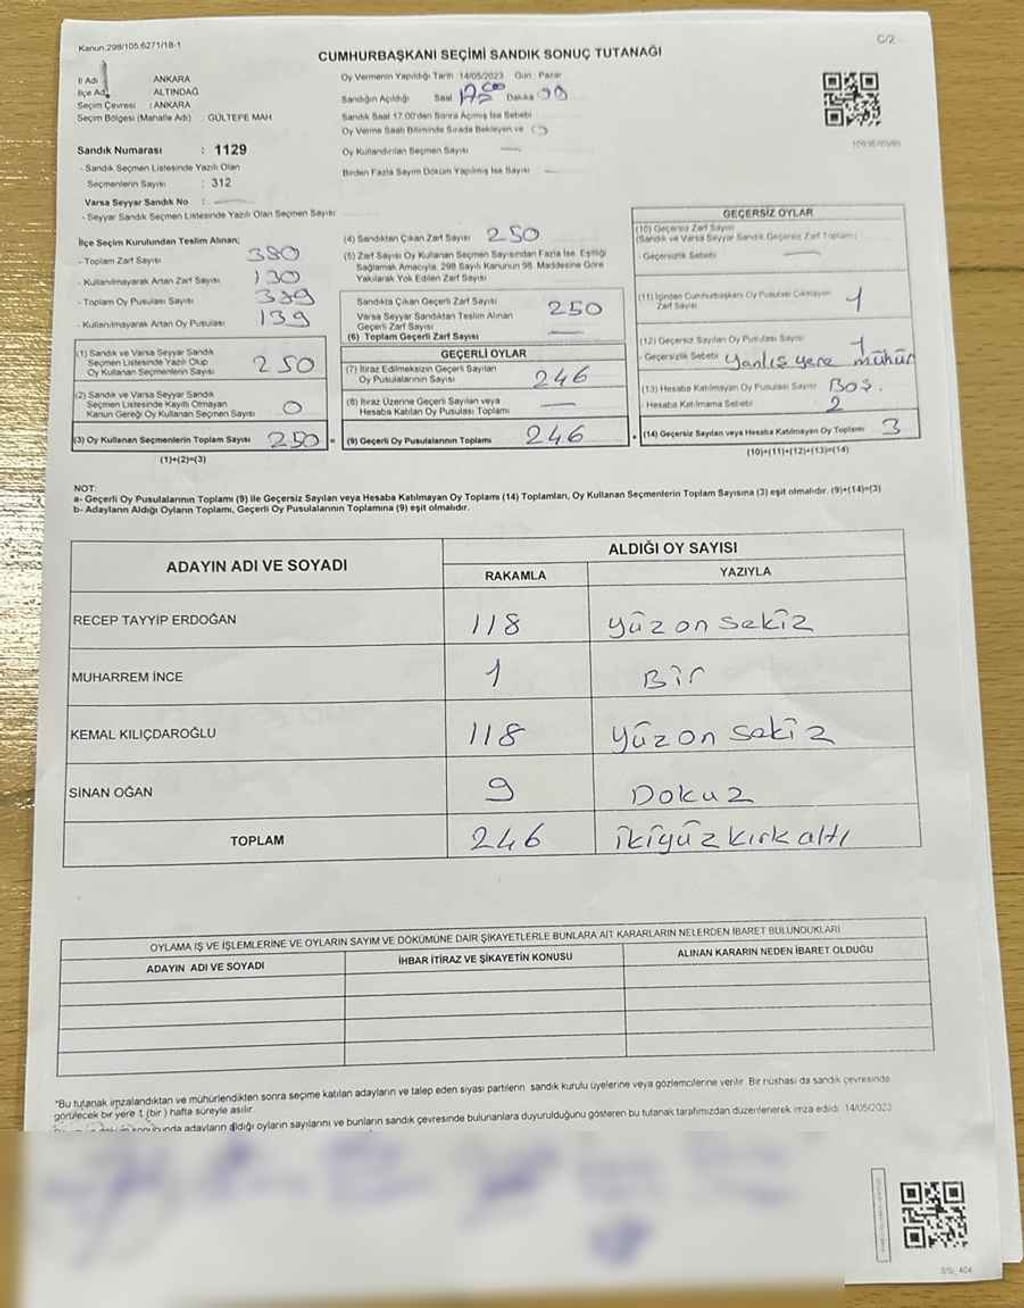 Kanun.298/105.6271/18-1
C/2
CUMHURBAŞKANI SEÇİMİ SANDIK SONUÇ TUTANAĞI
İl Adı ANKARA
İlçe Adı ALTINDAĞ
Seçim Çevresi : ANKARA
Seçim Bölgesi (Mahalle Adı) : GÜLTEPE MAH
Oy Vermenin Yapıldığı Tarih : 14/05/2023 Gün : Pazar
Sandığın Açıldığı Saat 17:00 Dakika
Sandık Saat 17.00'den Sonra Açılmış İse Sebebi
Oy Verme Saati Bitiminde Sırada Bekleyen ve
Oy Kullandırılan Seçmen Sayısı —
Birden Fazla Sayım Döküm Yapılmış İse Sayısı —
Sandık Numarası : 1129
- Sandık Seçmen Listesinde Yazılı Olan
Seçmenlerin Sayısı : 312
Varsa Seyyar Sandık No : —
- Seyyar Sandık Seçmen Listesinde Yazılı Olan Seçmen Sayısı
İlçe Seçim Kurulundan Teslim Alınan;
- Toplam Zarf Sayısı 380
- Kullanılmayarak Artan Zarf Sayısı 130
- Toplam Oy Pusulası Sayısı 389
- Kullanılmayarak Artan Oy Pusulası 139
(1) Sandık ve Varsa Seyyar Sandık
Seçmen Listesinde Yazılı Olup
Oy Kullanan Seçmenlerin Sayısı 250
(2) Sandık ve Varsa Seyyar Sandık
Seçmen Listesinde Kayıtlı Olmayan
Kanun Gereği Oy Kullanan Seçmen Sayısı 0
(3) Oy Kullanan Seçmenlerin Toplam Sayısı 250 =
(1)+(2)=(3)
(4) Sandıktan Çıkan Zarf Sayısı 250
(5) Zarf Sayısı Oy Kullanan Seçmen Sayısından Fazla İse, Eşitliği
Sağlamak Amacıyla, 298 Sayılı Kanunun 98. Maddesine Göre
Yakılarak Yok Edilen Zarf Sayısı
Sandıkta Çıkan Geçerli Zarf Sayısı 250
Varsa Seyyar Sandıktan Teslim Alınan
Geçerli Zarf Sayısı —
(6) Toplam Geçerli Zarf Sayısı
GEÇERLİ OYLAR
(7) İtiraz Edilmeksizin Geçerli Sayılan
Oy Pusulalarının Sayısı 246
(8) İtiraz Üzerine Geçerli Sayılan veya
Hesaba Katılan Oy Pusulası Toplamı —
(9) Geçerli Oy Pusulalarının Toplamı 246 +
GEÇERSİZ OYLAR
(10) Geçersiz Zarf Sayısı
(Sandık ve Varsa Seyyar Sandık Geçersiz Zarf Toplamı)
- Geçersizlik Sebebi —
(11) İçinden Cumhurbaşkanı Oy Pusulası Çıkmayan
Zarf Sayısı 1
(12) Geçersiz Sayılan Oy Pusulası Sayısı 1
Geçersizlik Sebebi Yanlış yere mühür
(13) Hesaba Katılmayan Oy Pusulası Sayısı Boş.
- Hesaba Katılmama Sebebi 2
(14) Geçersiz Sayılan veya Hesaba Katılmayan Oy Toplamı 3
(10)+(11)+(12)+(13)=(14)
NOT:
a- Geçerli Oy Pusulalarının Toplamı (9) ile Geçersiz Sayılan veya Hesaba Katılmayan Oy Toplamı (14) Toplamları, Oy Kullanan Seçmenlerin Toplam Sayısına (3) eşit olmalıdır. (9)+(14)=(3)
b- Adayların Aldığı Oyların Toplamı, Geçerli Oy Pusulalarının Toplamına (9) eşit olmalıdır.
ADAYIN ADI VE SOYADI ALDIĞI OY SAYISI
RAKAMLA YAZIYLA
RECEP TAYYİP ERDOĞAN 118 yüz on sekiz
MUHARREM İNCE 1 Bir
KEMAL KILIÇDAROĞLU 118 yüz on sekiz
SİNAN OĞAN 9 Dokuz
TOPLAM 246 ikiyüz kırk altı
OYLAMA İŞ VE İŞLEMLERİNE VE OYLARIN SAYIM VE DÖKÜMÜNE DAİR ŞİKAYETLERLE BUNLARA AİT KARARLARIN NELERDEN İBARET BULUNDUKLARI
ADAYIN ADI VE SOYADI İHBAR İTİRAZ VE ŞİKAYETİN KONUSU ALINAN KARARIN NEDEN İBARET OLDUĞU
*Bu tutanak imzalandıktan ve mühürlendikten sonra seçime katılan adayların ve talep eden siyasi partilerin, sandık kurulu üyelerine veya gözlemcilerine verilir. Bir nüshası da sandık çevresinde
görülecek bir yere 1 (bir) hafta süreyle asılır.
adayların aldığı oyların sayılarını ve bunların sandık çevresinde bulunanlara duyurulduğunu gösteren bu tutanak tarafımızdan düzenlenerek imza edildi. 14/05/2023